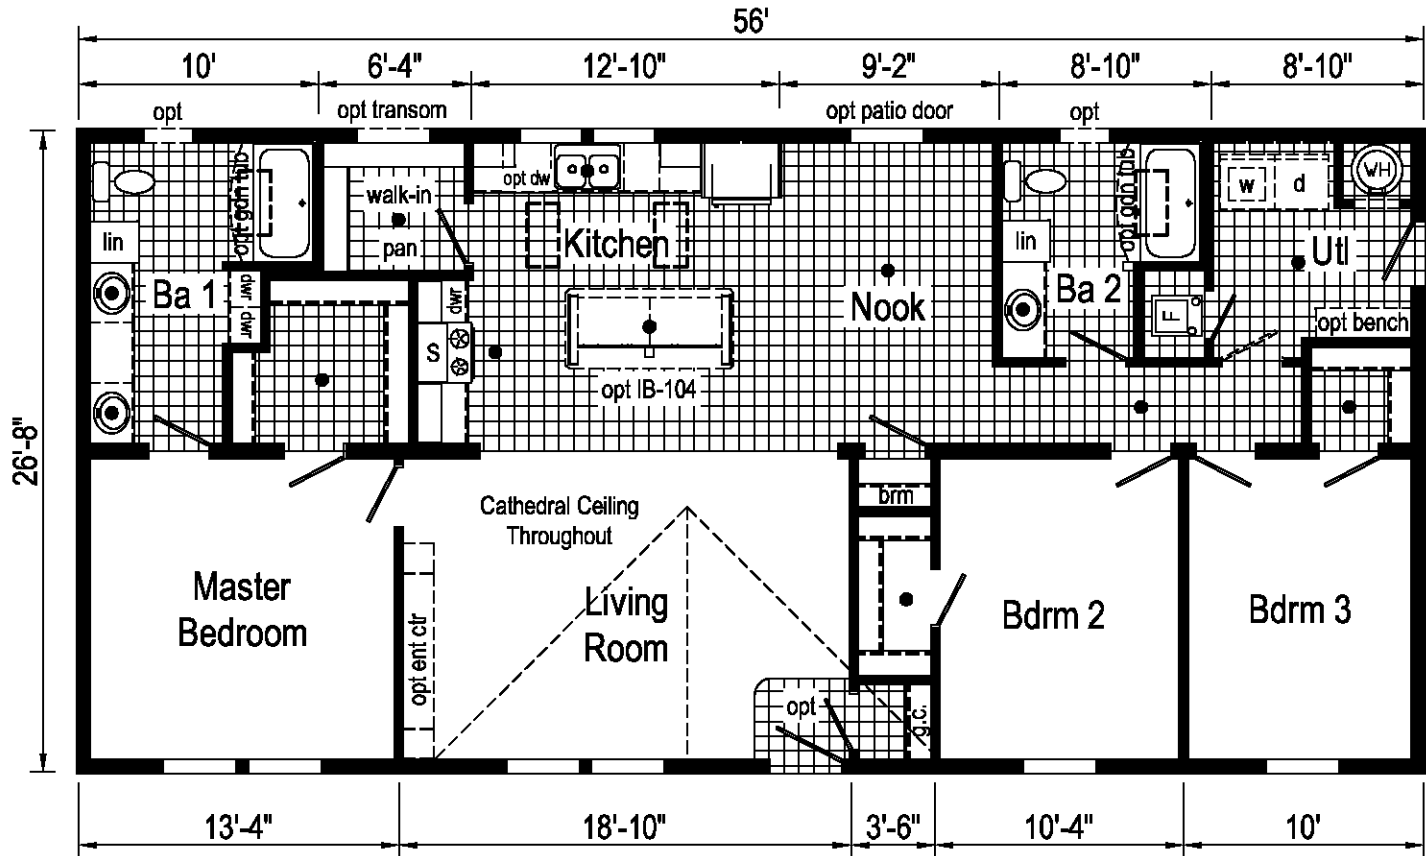 56'
10'
6'-4"
12'-10"
9'-2"
8'-10"
8'-10"
opt
opt transom
opt patio door
opt
opt gdn tub
walk-in
pan
opt dw
Kitchen
lin
Ba 1
dwr
dwr
dwr
S
opt IB-104
Nook
opt gdn tub
lin
Ba 2
F
w
d
WH
Utl
opt bench
26'-8"
Cathedral Ceiling
Throughout
brm
Master
Bedroom
opt ent ctr
Living
Room
opt
g.c.
Bdrm 2
Bdrm 3
13'-4"
18'-10"
3'-6"
10'-4"
10'